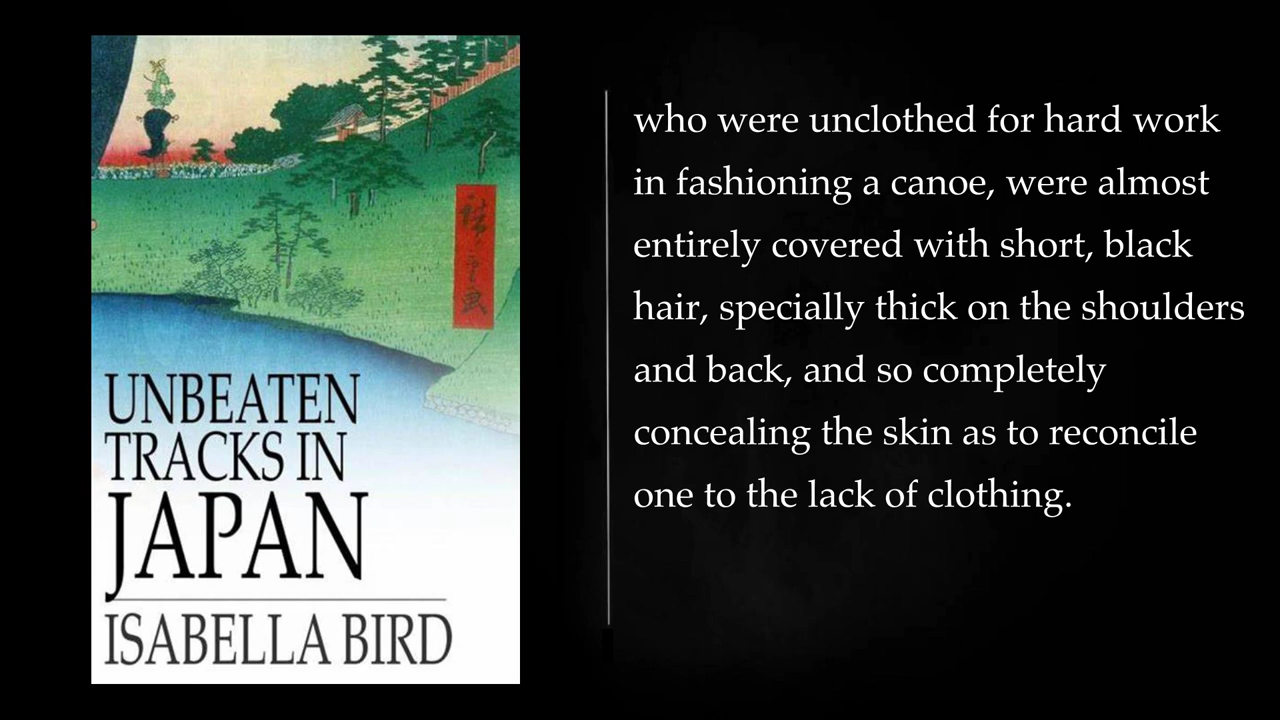 UNBEATEN
TRACKS IN
JAPAN
ISABELLA BIRD
who were unclothed for hard work
in fashioning a canoe, were almost
entirely covered with short, black
hair, specially thick on the shoulders
and back, and so completely
concealing the skin as to reconcile
one to the lack of clothing.